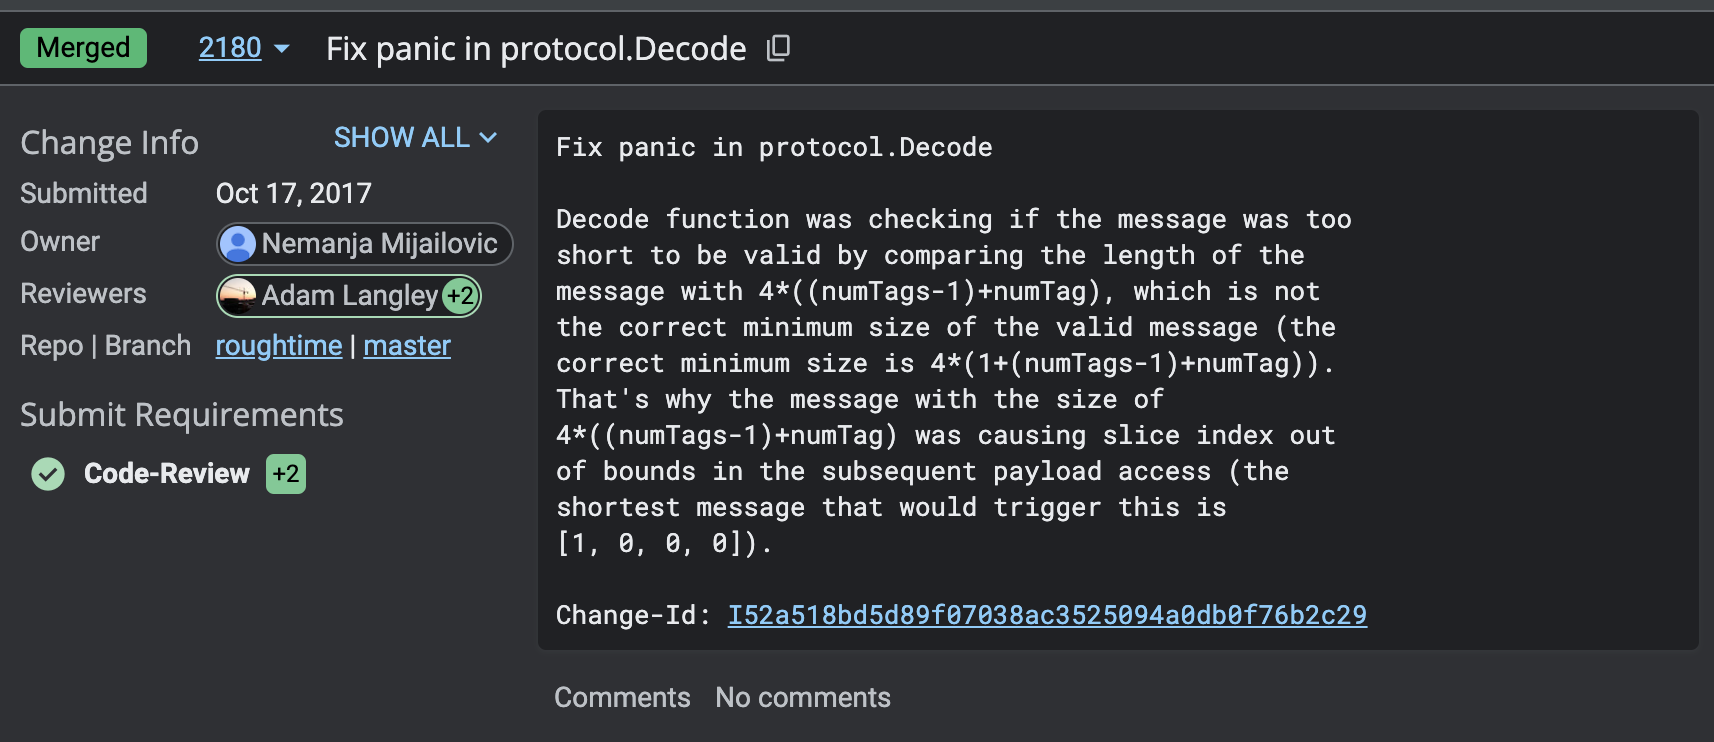 Merged 2180 Fix panic in protocol.Decode
Change Info SHOW ALL
Submitted Oct 17, 2017
Owner Nemanja Mijailovic
Reviewers Adam Langley +2
Repo | Branch roughtime | master
Submit Requirements
Code-Review +2
Fix panic in protocol.Decode
Decode function was checking if the message was too
short to be valid by comparing the length of the
message with 4*((numTags-1)+numTag), which is not
the correct minimum size of the valid message (the
correct minimum size is 4*(1+(numTags-1)+numTag)).
That's why the message with the size of
4*((numTags-1)+numTag) was causing slice index out
of bounds in the subsequent payload access (the
shortest message that would trigger this is
[1, 0, 0, 0]).
Change-Id: I52a518bd5d89f07038ac3525094a0db0f76b2c29
Comments No comments